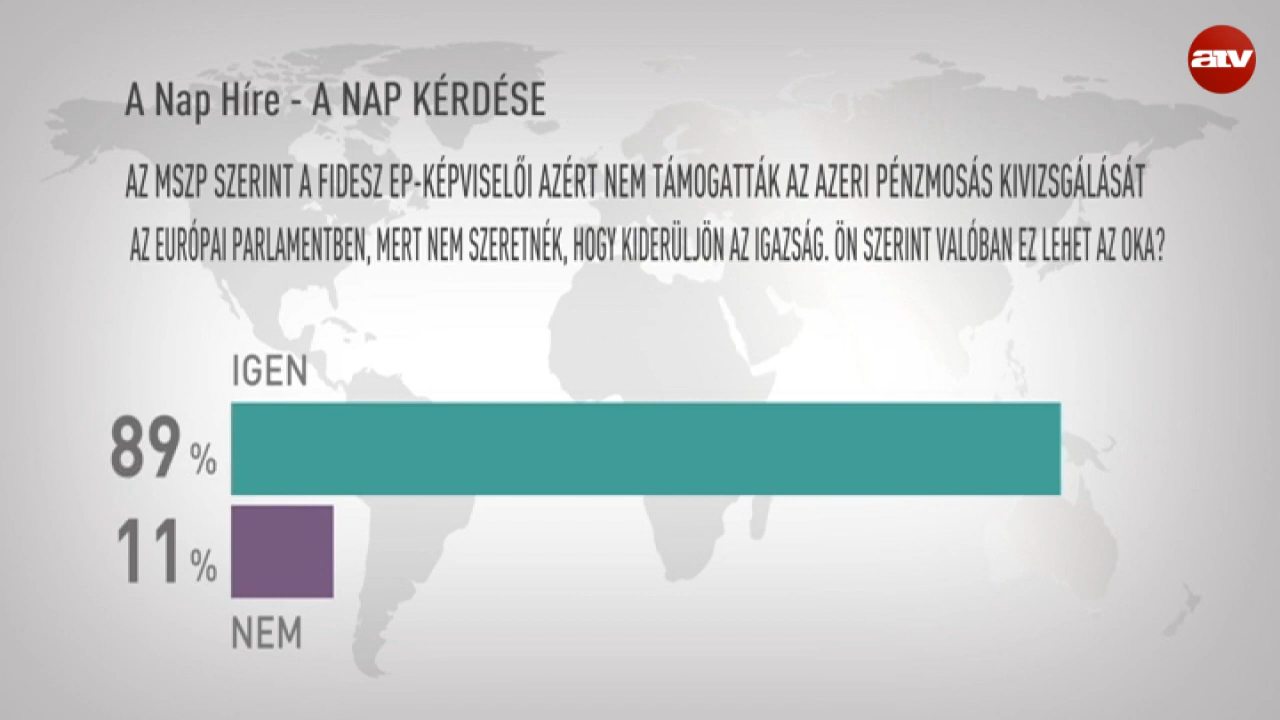 atv
A Nap Híre - A NAP KÉRDÉSE
AZ MSZP SZERINT A FIDESZ EP-KÉPVISELŐI AZÉRT NEM TÁMOGATTÁK AZ AZERI PÉNZMOSÁS KIVIZSGÁLÁSÁT
AZ EURÓPAI PARLAMENTBEN, MERT NEM SZERETNÉK, HOGY KIDERÜLJÖN AZ IGAZSÁG. ÖN SZERINT VALÓBAN EZ LEHET AZ OKA?
IGEN
89 %
11 %
NEM